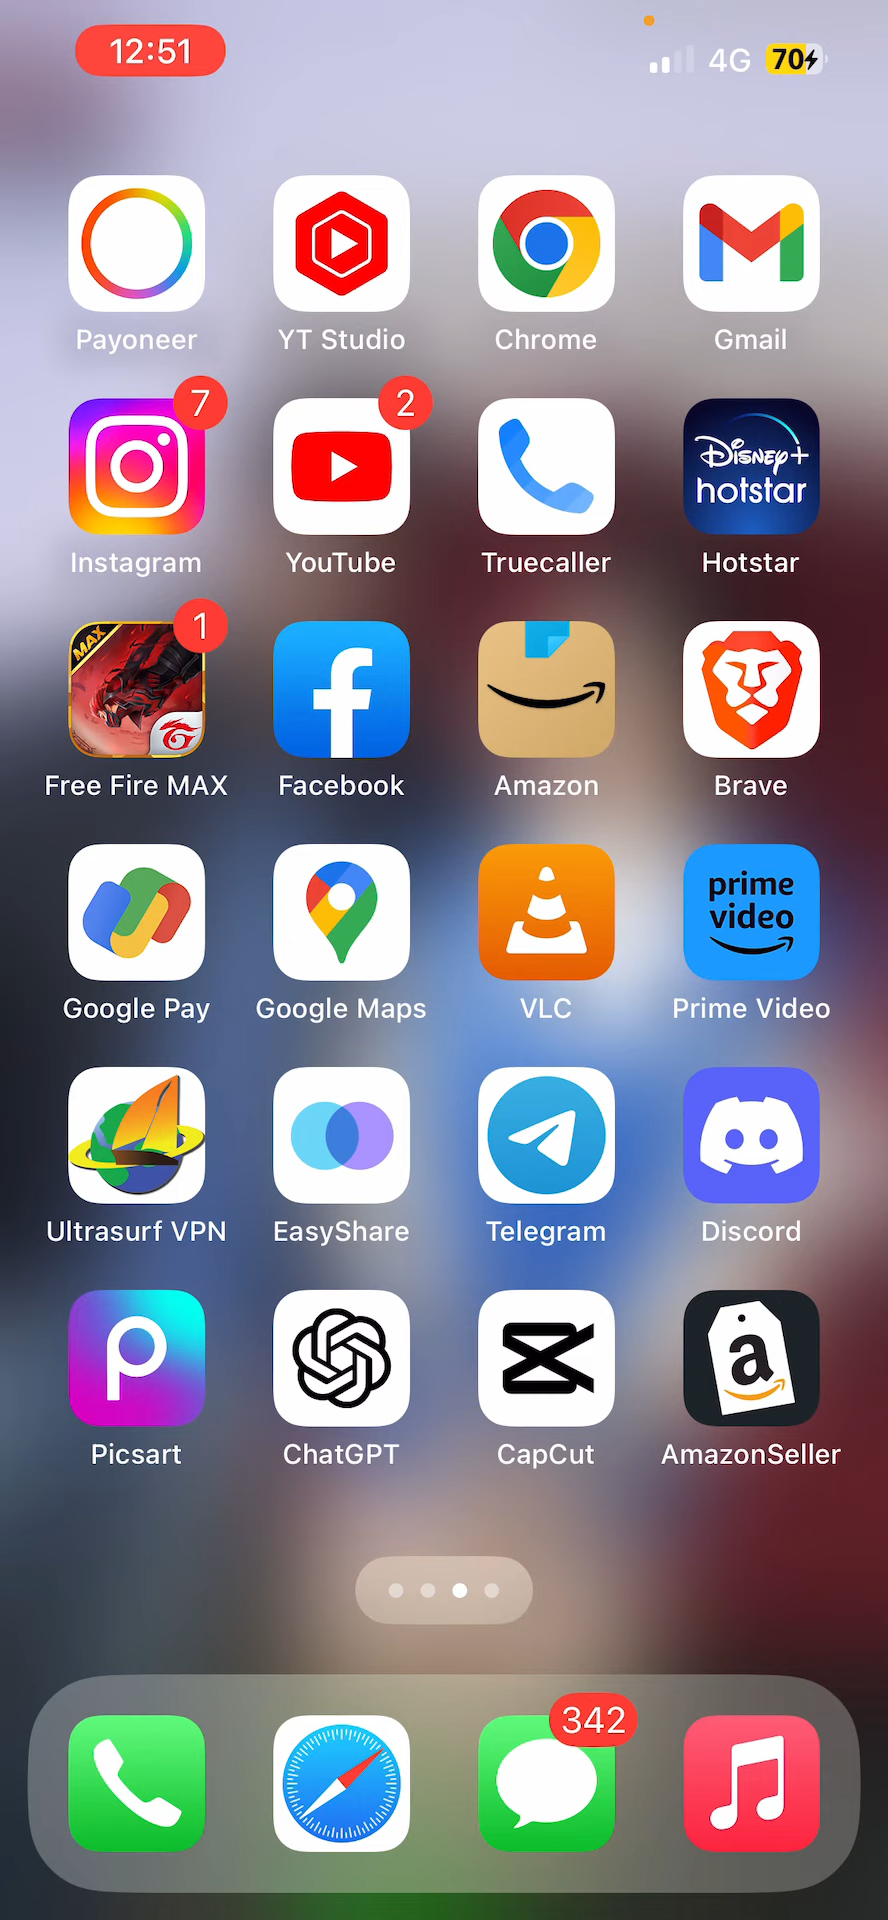 12:51
4G
70
Payoneer
YT Studio
Chrome
Gmail
7
2
Disney+
hotstar
Instagram
YouTube
Truecaller
Hotstar
MAX
1
Free Fire MAX
Facebook
Amazon
Brave
prime
video
Google Pay
Google Maps
VLC
Prime Video
Ultrasurf VPN
EasyShare
Telegram
Discord
a
Picsart
ChatGPT
CapCut
AmazonSeller
342